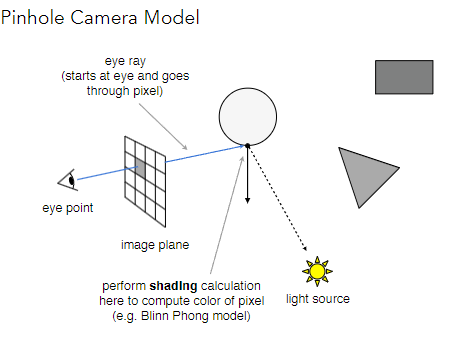 Pinhole Camera Model
eye ray
(starts at eye and goes
through pixel)
eye point
image plane
perform shading calculation
here to compute color of pixel
(e.g. Blinn Phong model)
light source